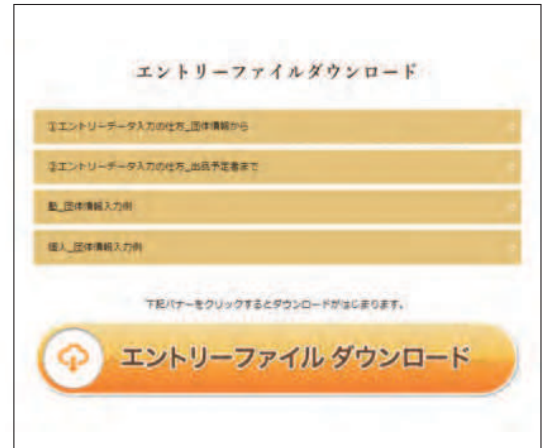 エントリーファイルダウンロード
①エントリーデータ入力の仕方_団体情報から
②エントリーデータ入力の仕方_出品予定者まで
塾_団体情報入力例
個人_団体情報入力例
下記バナーをクリックするとダウンロードがはじまります。
エントリーファイル ダウンロード